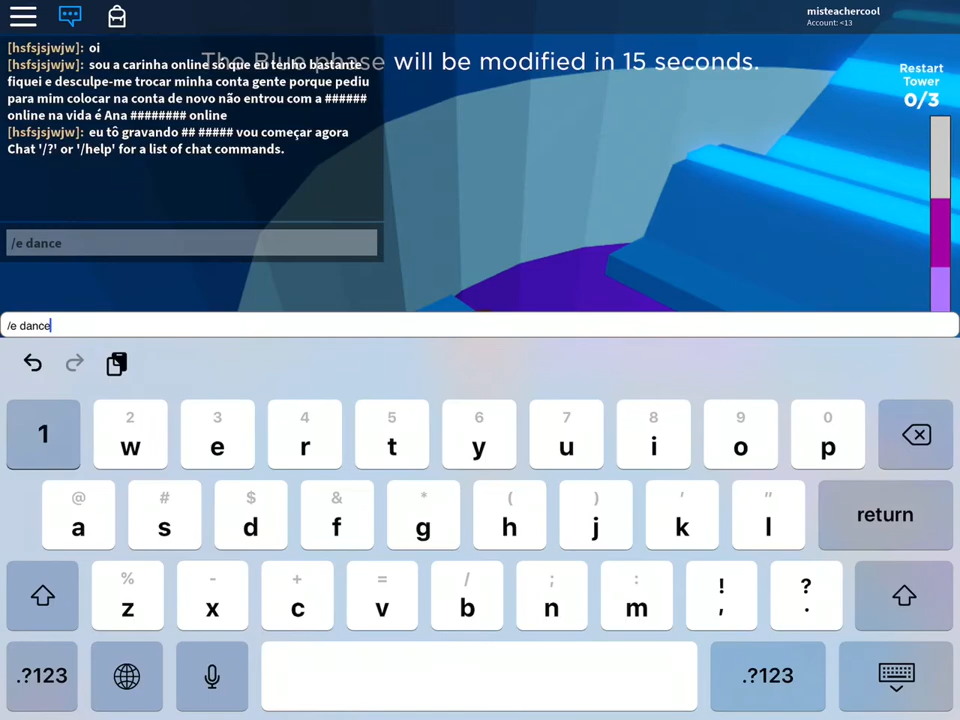 misteachercool
Account: <13
The Blue phase will be modified in 15 seconds.
Restart
Tower
0/3
[hsfsjsjwjw]: oi
[hsfsjsjwjw]: sou a carinha online so que eu tenho bastante
fiquei e desculpe-me trocar minha conta gente porque pediu
para mim colocar na conta de novo não entrou com a ######
online na vida é Ana ######## online
[hsfsjsjwjw]: eu tô gravando ## ##### vou começar agora
Chat '/?' or '/help' for a list of chat commands.
/e dance
/e dance
1 2 3 4 5 6 7 8 9 0
w e r t y u i o p
@ # $ & * ( ) ' "
a s d f g h j k l return
% - + = / ; : ! ?
z x c v b n m , .
.?123 .?123